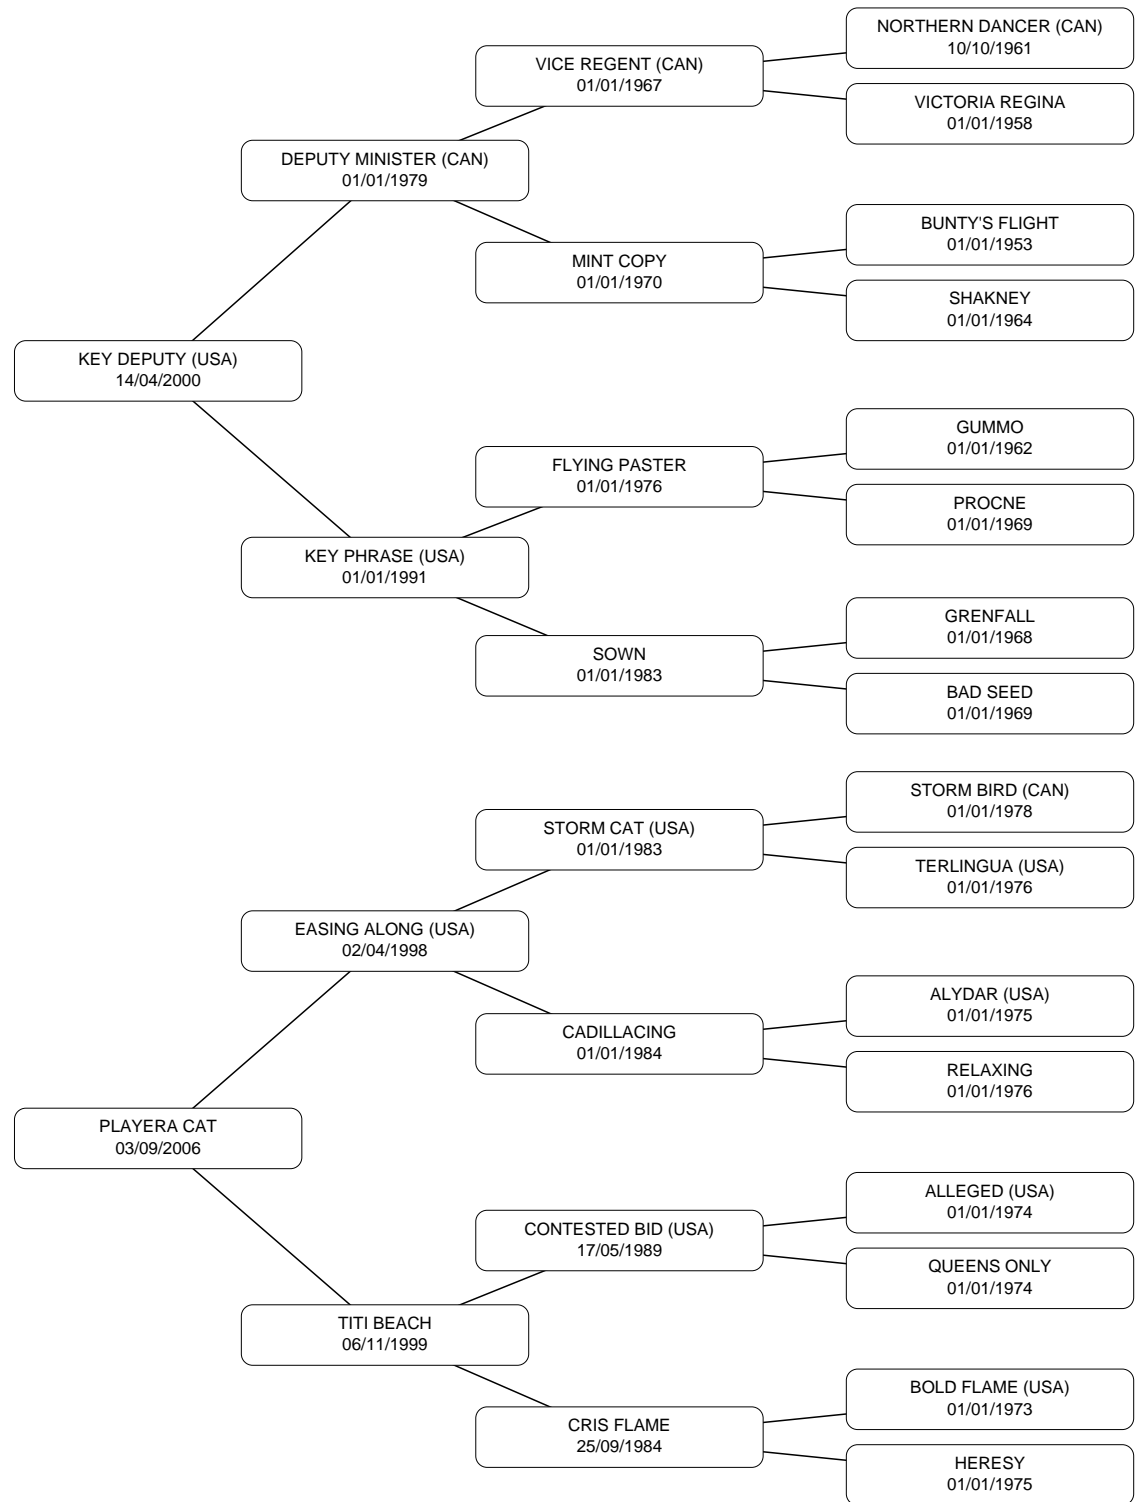 NORTHERN DANCER (CAN)
10/10/1961
VICE REGENT (CAN)
01/01/1967
VICTORIA REGINA
01/01/1958
DEPUTY MINISTER (CAN)
01/01/1979
BUNTY'S FLIGHT
01/01/1953
MINT COPY
01/01/1970
SHAKNEY
01/01/1964
KEY DEPUTY (USA)
14/04/2000
GUMMO
01/01/1962
FLYING PASTER
01/01/1976
PROCNE
01/01/1969
KEY PHRASE (USA)
01/01/1991
GRENFALL
01/01/1968
SOWN
01/01/1983
BAD SEED
01/01/1969
STORM BIRD (CAN)
01/01/1978
STORM CAT (USA)
01/01/1983
TERLINGUA (USA)
01/01/1976
EASING ALONG (USA)
02/04/1998
ALYDAR (USA)
01/01/1975
CADILLACING
01/01/1984
RELAXING
01/01/1976
PLAYERA CAT
03/09/2006
ALLEGED (USA)
01/01/1974
CONTESTED BID (USA)
17/05/1989
QUEENS ONLY
01/01/1974
TITI BEACH
06/11/1999
BOLD FLAME (USA)
01/01/1973
CRIS FLAME
25/09/1984
HERESY
01/01/1975